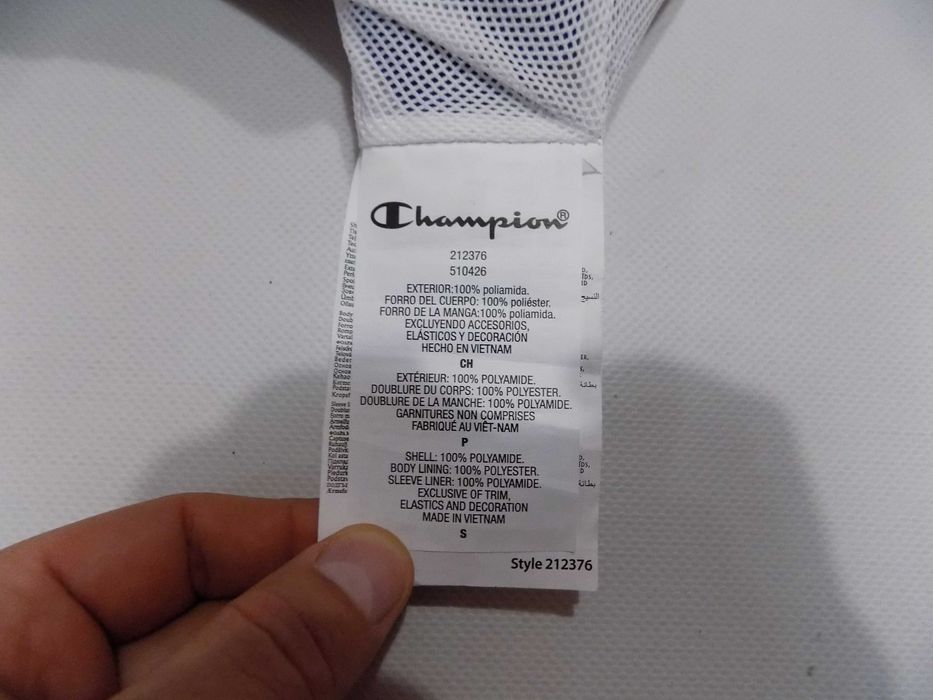 Champion®
212376
510426
EXTERIOR:100% poliamida.
FORRO DEL CUERPO: 100% poliéster.
FORRO DE LA MANGA:100% poliamida.
EXCLUYENDO ACCESORIOS,
ELÁSTICOS Y DECORACIÓN
HECHO EN VIETNAM
CH
EXTÉRIEUR: 100% POLYAMIDE.
DOUBLURE DU CORPS: 100% POLYESTER.
DOUBLURE DE LA MANCHE: 100% POLYAMIDE.
GARNITURES NON COMPRISES
FABRIQUÉ AU VIÊT-NAM
P
SHELL: 100% POLYAMIDE.
BODY LINING: 100% POLYESTER.
SLEEVE LINER: 100% POLYAMIDE.
EXCLUSIVE OF TRIM,
ELASTICS AND DECORATION
MADE IN VIETNAM
S
Style 212376